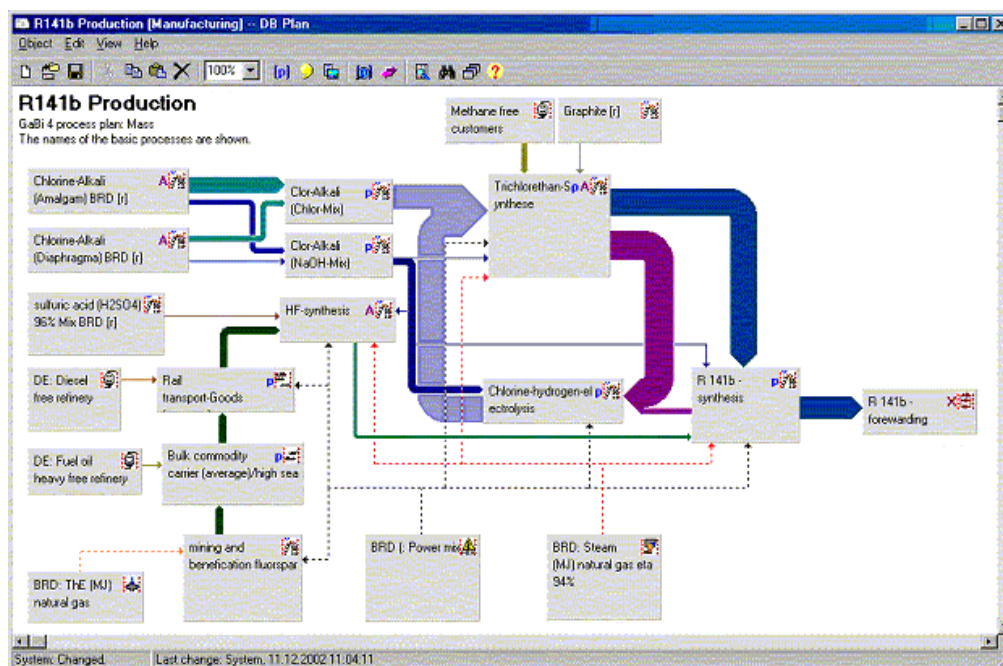 R141b Production [Manufacturing] -- DB Plan
Object Edit View Help
100%
R141b Production
GaBi 4 process plan: Mass
The names of the basic processes are shown.
Methane free
customers
Graphite [r]
Chlorine-Alkali
(Amalgam) BRD [r]
Clor-Alkali
(Chlor-Mix)
Trichlorethan-S
ynthese
Chlorine-Alkali
(Diaphragma) BRD [r]
Clor-Alkali
(NaOH-Mix)
sulfuric acid (H2SO4)
96% Mix BRD [r]
HF-synthesis
DE: Diesel
free refinery
Rail
transport-Goods
Chlorine-hydrogen-el
ectrolysis
R 141b -
synthesis
R 141b -
forewarding
DE: Fuel oil
heavy free refinery
Bulk commodity
carrier (average)/high sea
mining and
benefication fluorspar
BRD (: Power mix
BRD: Steam
(MJ) natural gas eta
94%
BRD: ThE (MJ)
natural gas
System: Changed.
Last change: System, 11.12.2002 11:04:11